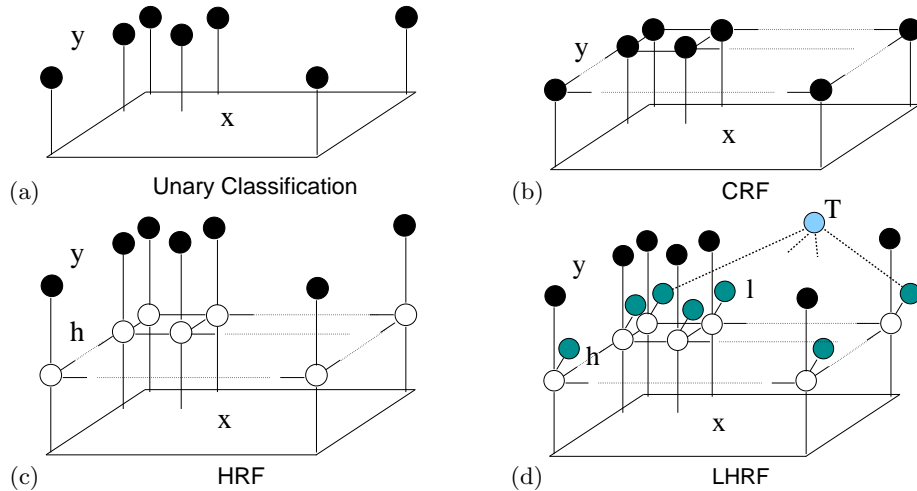 y
x
(a) Unary Classification
y
x
(b) CRF
y
h
x
(c) HRF
T
y
l
h
x
(d) LHRF